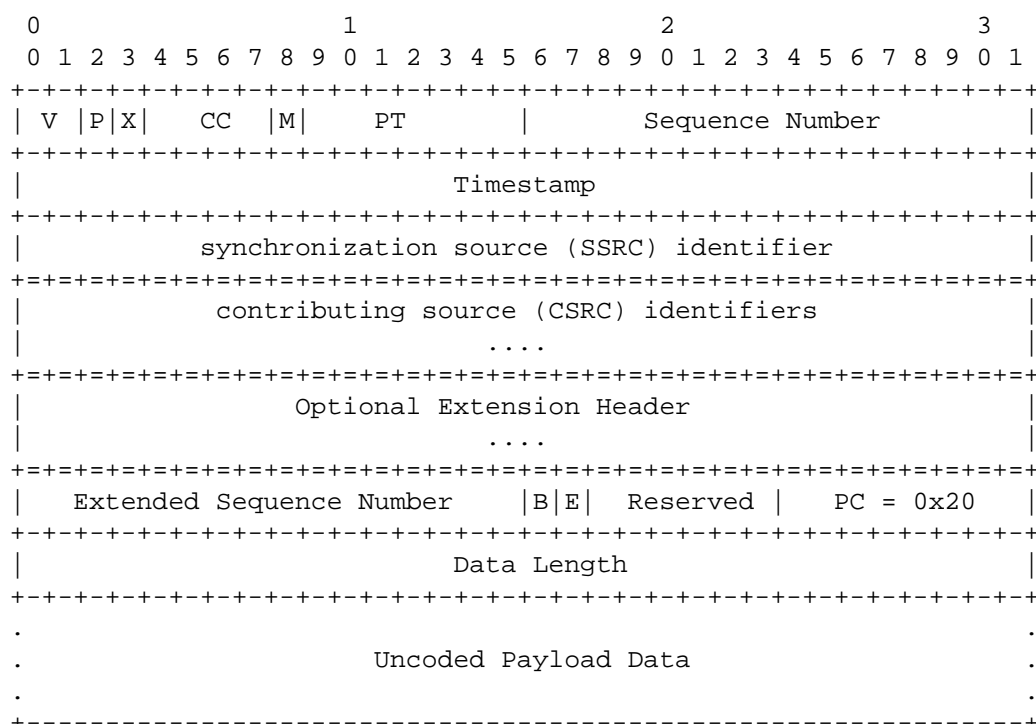 0                   1                   2                   3
0 1 2 3 4 5 6 7 8 9 0 1 2 3 4 5 6 7 8 9 0 1 2 3 4 5 6 7 8 9 0 1
+-+-+-+-+-+-+-+-+-+-+-+-+-+-+-+-+-+-+-+-+-+-+-+-+-+-+-+-+-+-+-+-+
| V |P|X|   CC  |M|    PT       |       Sequence Number         |
+-+-+-+-+-+-+-+-+-+-+-+-+-+-+-+-+-+-+-+-+-+-+-+-+-+-+-+-+-+-+-+-+
|                           Timestamp                           |
+-+-+-+-+-+-+-+-+-+-+-+-+-+-+-+-+-+-+-+-+-+-+-+-+-+-+-+-+-+-+-+-+
|           synchronization source (SSRC) identifier            |
+=+=+=+=+=+=+=+=+=+=+=+=+=+=+=+=+=+=+=+=+=+=+=+=+=+=+=+=+=+=+=+=+
|            contributing source (CSRC) identifiers             |
|                             ....                              |
+=+=+=+=+=+=+=+=+=+=+=+=+=+=+=+=+=+=+=+=+=+=+=+=+=+=+=+=+=+=+=+=+
|                 Optional Extension Header                     |
|                             ....                              |
+=+=+=+=+=+=+=+=+=+=+=+=+=+=+=+=+=+=+=+=+=+=+=+=+=+=+=+=+=+=+=+=+
|   Extended Sequence Number    |B|E|  Reserved |   PC = 0x20   |
+-+-+-+-+-+-+-+-+-+-+-+-+-+-+-+-+-+-+-+-+-+-+-+-+-+-+-+-+-+-+-+-+
|                           Data Length                         |
+-+-+-+-+-+-+-+-+-+-+-+-+-+-+-+-+-+-+-+-+-+-+-+-+-+-+-+-+-+-+-+-+
.                                                               .
.                      Uncoded Payload Data                     .
.                                                               .
+---------------------------------------------------------------+